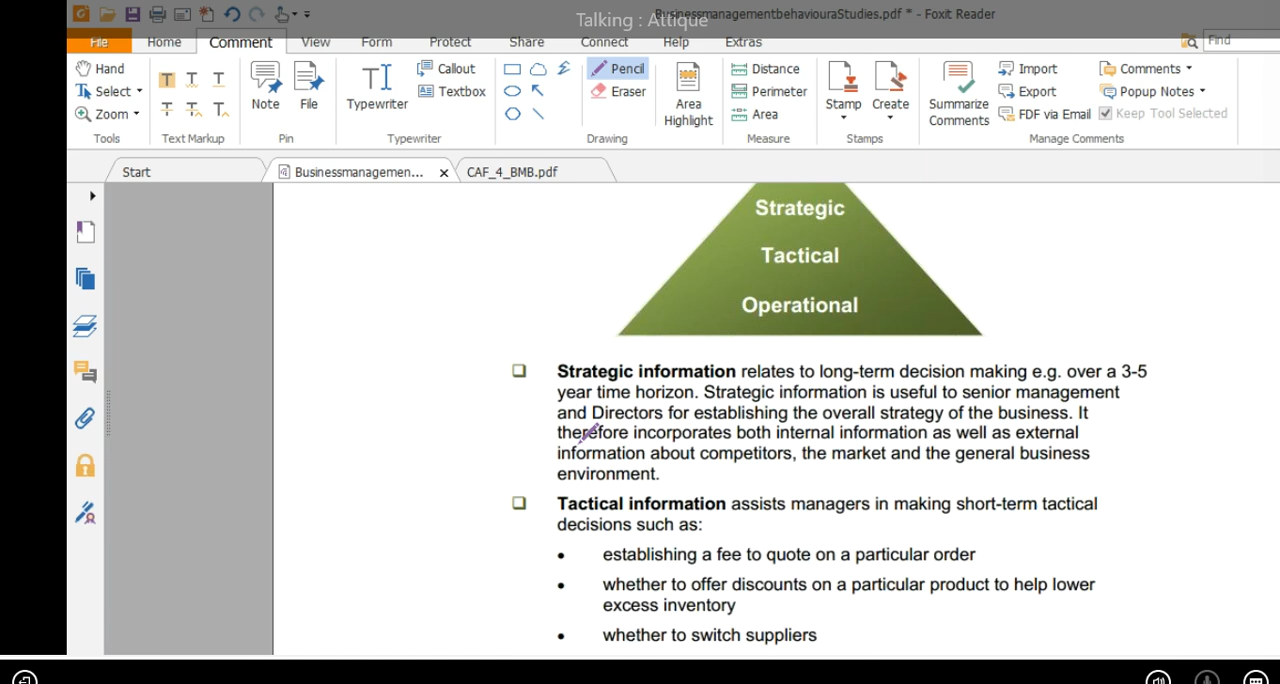 Talking : Attique
BusinessmanagementbehaviouraStudies.pdf * - Foxit Reader
File Home Comment View Form Protect Share Connect Help Extras Find
Hand
Select
Zoom
Tools
Text Markup
Note
File
Pin
Typewriter
Callout
Textbox
Typewriter
Pencil
Eraser
Area
Highlight
Drawing
Distance
Perimeter
Area
Measure
Stamp
Create
Stamps
Summarize
Comments
Import
Export
FDF via Email
Comments
Popup Notes
Keep Tool Selected
Manage Comments
Start
Businessmanagemen...
CAF_4_BMB.pdf
Strategic
Tactical
Operational
Strategic information relates to long-term decision making e.g. over a 3-5
year time horizon. Strategic information is useful to senior management
and Directors for establishing the overall strategy of the business. It
therefore incorporates both internal information as well as external
information about competitors, the market and the general business
environment.
Tactical information assists managers in making short-term tactical
decisions such as:
• establishing a fee to quote on a particular order
• whether to offer discounts on a particular product to help lower
excess inventory
• whether to switch suppliers